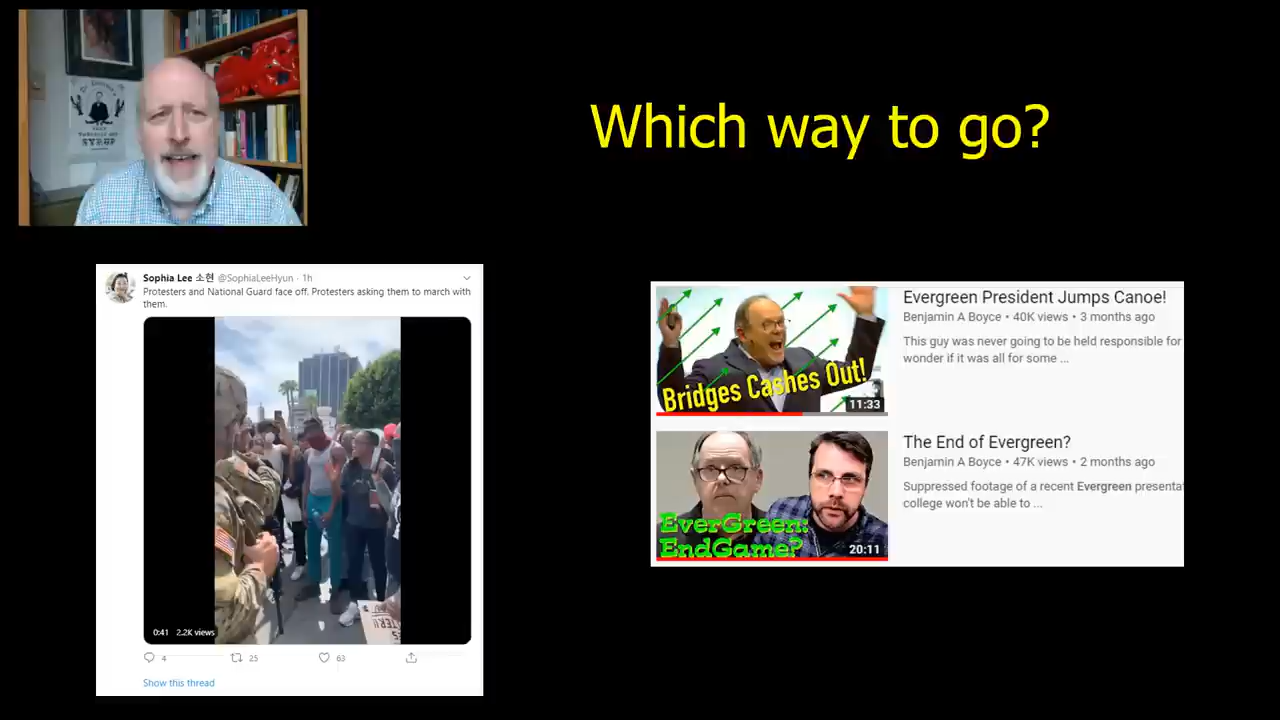 Which way to go?
SYRUP
Sophia Lee 소현 @SophiaLeeHyun · 1h
Protesters and National Guard face off. Protesters asking them to march with
them.
0:41 2.2K views
4 25 63
Show this thread
Bridges Cashes Out!
11:33
Evergreen President Jumps Canoe!
Benjamin A Boyce • 40K views • 3 months ago
This guy was never going to be held responsible for
wonder if it was all for some ...
EverGreen:
EndGame?
20:11
The End of Evergreen?
Benjamin A Boyce • 47K views • 2 months ago
Suppressed footage of a recent Evergreen presenta
college won't be able to ...